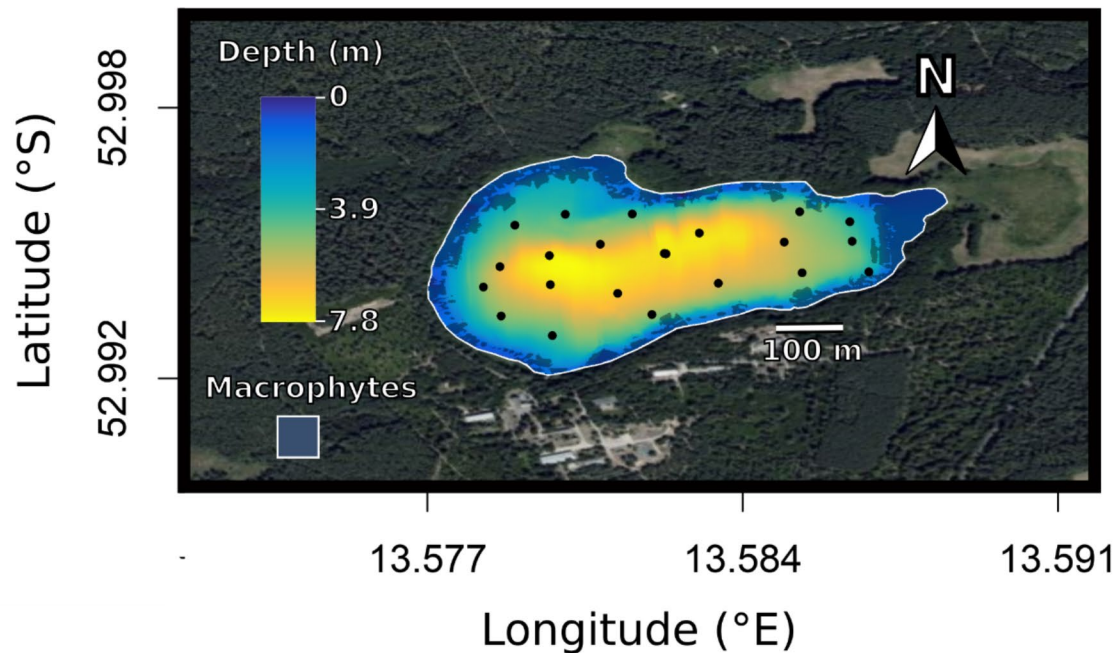 Depth (m)
0
3.9
7.8
Macrophytes
N
100 m
Latitude (°S)
52.998
52.992
13.577
13.584
13.591
Longitude (°E)